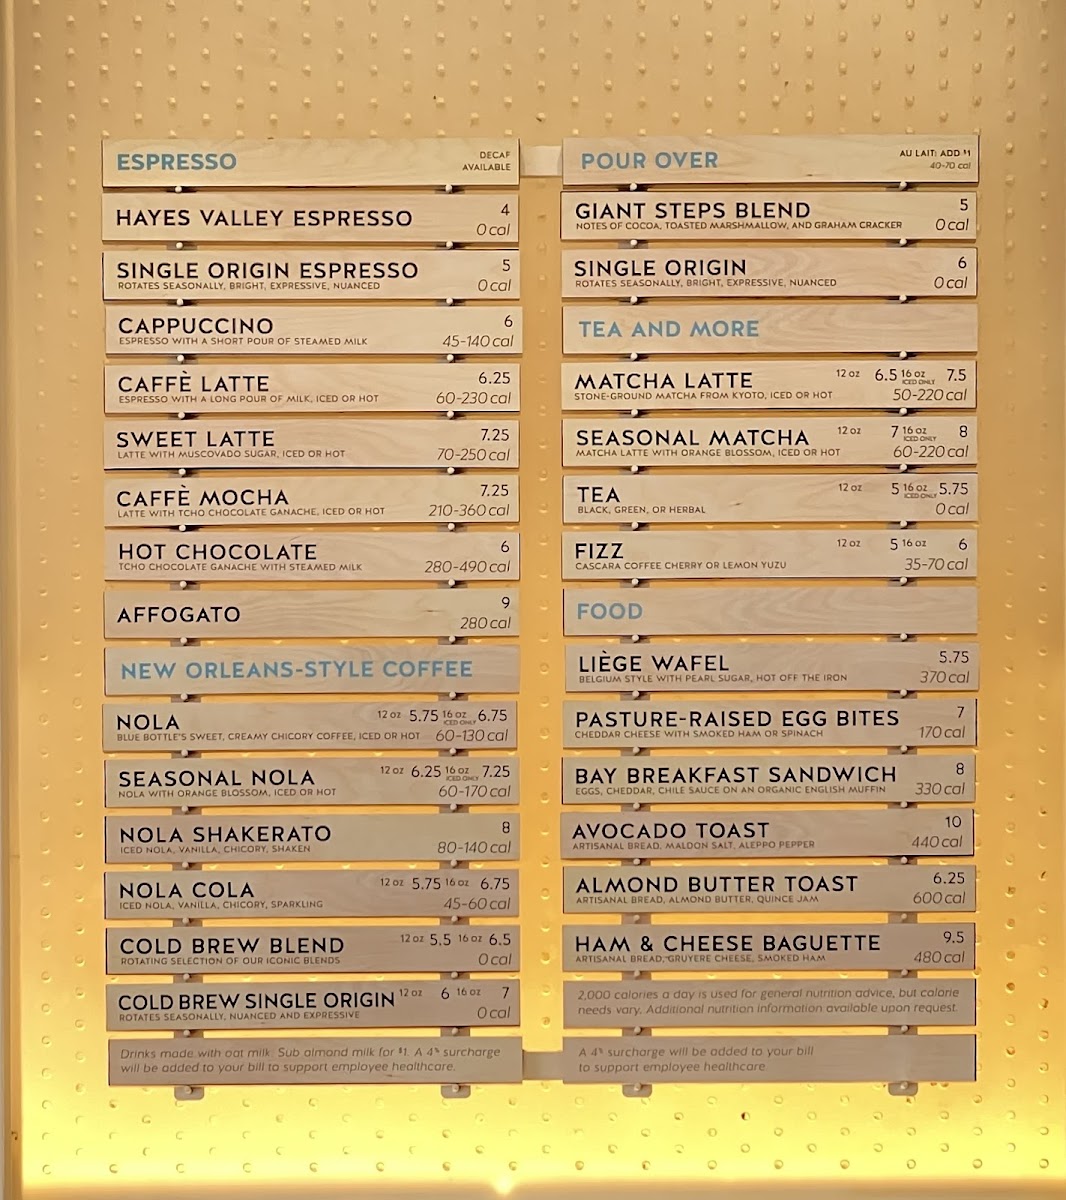 ESPRESSO DECAF
AVAILABLE
HAYES VALLEY ESPRESSO 4
0 cal
SINGLE ORIGIN ESPRESSO 5
ROTATES SEASONALLY, BRIGHT, EXPRESSIVE, NUANCED 0 cal
CAPPUCCINO 6
ESPRESSO WITH A SHORT POUR OF STEAMED MILK 45-140 cal
CAFFÈ LATTE 6.25
ESPRESSO WITH A LONG POUR OF MILK, ICED OR HOT 60-230 cal
SWEET LATTE 7.25
LATTE WITH MUSCOVADO SUGAR, ICED OR HOT 70-250 cal
CAFFÈ MOCHA 7.25
LATTE WITH TCHO CHOCOLATE GANACHE, ICED OR HOT 210-360 cal
HOT CHOCOLATE 6
TCHO CHOCOLATE GANACHE WITH STEAMED MILK 280-490 cal
AFFOGATO 9
280 cal
NEW ORLEANS-STYLE COFFEE
NOLA 12 oz 5.75 16 oz ICED ONLY 6.75
BLUE BOTTLE'S SWEET, CREAMY CHICORY COFFEE, ICED OR HOT 60-130 cal
SEASONAL NOLA 12 oz 6.25 16 oz ICED ONLY 7.25
NOLA WITH ORANGE BLOSSOM, ICED OR HOT 60-170 cal
NOLA SHAKERATO 8
ICED NOLA, VANILLA, CHICORY, SHAKEN 80-140 cal
NOLA COLA 12 oz 5.75 16 oz 6.75
ICED NOLA, VANILLA, CHICORY, SPARKLING 45-60 cal
COLD BREW BLEND 12 oz 5.5 16 oz 6.5
ROTATING SELECTION OF OUR ICONIC BLENDS 0 cal
COLD BREW SINGLE ORIGIN 12 oz 6 16 oz 7
ROTATES SEASONALLY, NUANCED AND EXPRESSIVE 0 cal
Drinks made with oat milk. Sub almond milk for $1. A 4% surcharge
will be added to your bill to support employee healthcare.
POUR OVER AU LAIT: ADD $1
40-70 cal
GIANT STEPS BLEND 5
NOTES OF COCOA, TOASTED MARSHMALLOW, AND GRAHAM CRACKER 0 cal
SINGLE ORIGIN 6
ROTATES SEASONALLY, BRIGHT, EXPRESSIVE, NUANCED 0 cal
TEA AND MORE
MATCHA LATTE 12 oz 6.5 16 oz ICED ONLY 7.5
STONE-GROUND MATCHA FROM KYOTO, ICED OR HOT 50-220 cal
SEASONAL MATCHA 12 oz 7 16 oz ICED ONLY 8
MATCHA LATTE WITH ORANGE BLOSSOM, ICED OR HOT 60-220 cal
TEA 12 oz 5 16 oz ICED ONLY 5.75
BLACK, GREEN, OR HERBAL 0 cal
FIZZ 12 oz 5 16 oz 6
CASCARA COFFEE CHERRY OR LEMON YUZU 35-70 cal
FOOD
LIÈGE WAFEL 5.75
BELGIUM STYLE WITH PEARL SUGAR, HOT OFF THE IRON 370 cal
PASTURE-RAISED EGG BITES 7
CHEDDAR CHEESE WITH SMOKED HAM OR SPINACH 170 cal
BAY BREAKFAST SANDWICH 8
EGGS, CHEDDAR, CHILE SAUCE ON AN ORGANIC ENGLISH MUFFIN 330 cal
AVOCADO TOAST 10
ARTISANAL BREAD, MALDON SALT, ALEPPO PEPPER 440 cal
ALMOND BUTTER TOAST 6.25
ARTISANAL BREAD, ALMOND BUTTER, QUINCE JAM 600 cal
HAM & CHEESE BAGUETTE 9.5
ARTISANAL BREAD, GRUYERE CHEESE, SMOKED HAM 480 cal
2,000 calories a day is used for general nutrition advice, but calorie
needs vary. Additional nutrition information available upon request.
A 4% surcharge will be added to your bill
to support employee healthcare.